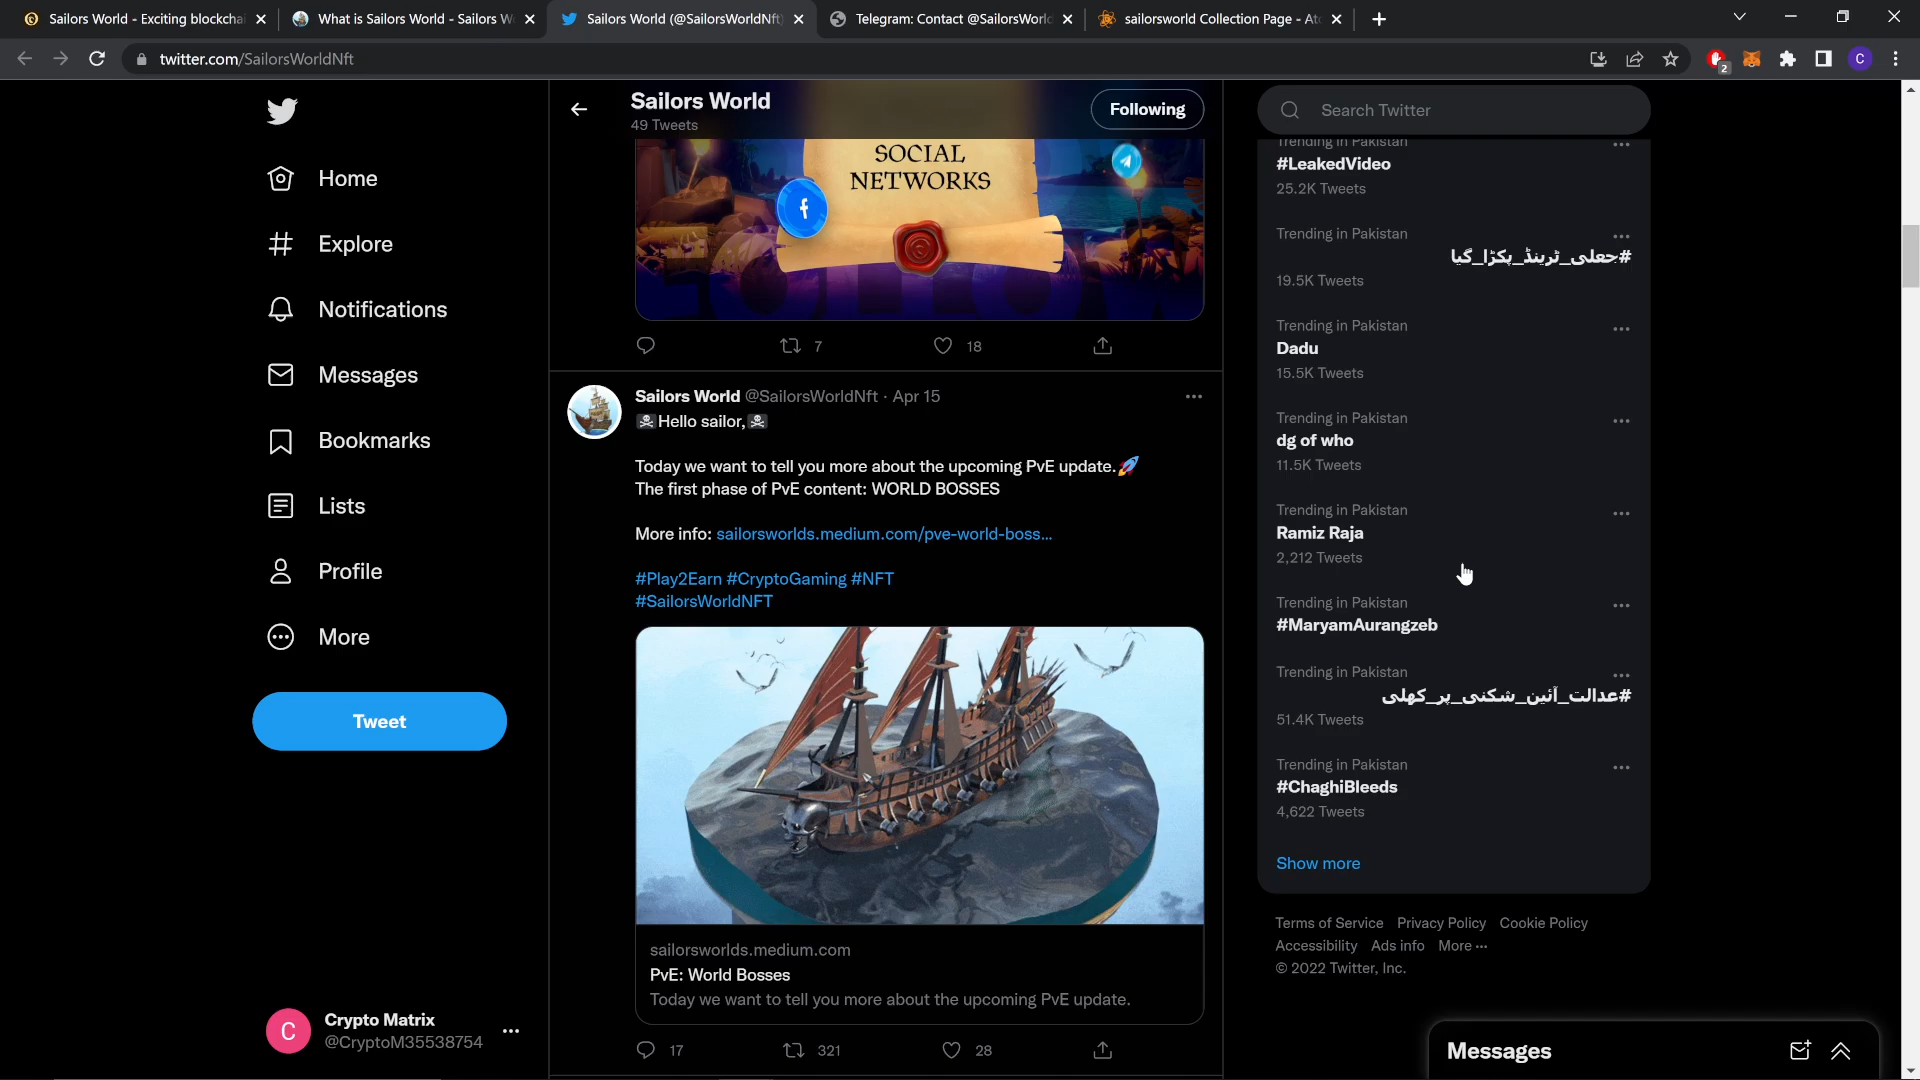 Sailors World - Exciting blockcha
What is Sailors World - Sailors W
Sailors World (@SailorsWorldNft)
Telegram: Contact @SailorsWorld
sailorsworld Collection Page - At
twitter.com/SailorsWorldNft
2
C
Home
Explore
Notifications
Messages
Bookmarks
Lists
Profile
More
Tweet
C
Crypto Matrix
@CryptoM35538754
Sailors World
49 Tweets
Following
SOCIAL
NETWORKS
7
18
Sailors World @SailorsWorldNft · Apr 15
☠Hello sailor,☠
Today we want to tell you more about the upcoming PvE update.🚀
The first phase of PvE content: WORLD BOSSES
More info: sailorsworlds.medium.com/pve-world-boss...
#Play2Earn #CryptoGaming #NFT
#SailorsWorldNFT
sailorsworlds.medium.com
PvE: World Bosses
Today we want to tell you more about the upcoming PvE update.
17
321
28
Search Twitter
Trending in Pakistan
#LeakedVideo
25.2K Tweets
Trending in Pakistan
#جعلی_ٹرینڈ_پکڑا_گیا
19.5K Tweets
Trending in Pakistan
Dadu
15.5K Tweets
Trending in Pakistan
dg of who
11.5K Tweets
Trending in Pakistan
Ramiz Raja
2,212 Tweets
Trending in Pakistan
#MaryamAurangzeb
Trending in Pakistan
#عدالت_آئین_شکنی_پر_کھلی
51.4K Tweets
Trending in Pakistan
#ChaghiBleeds
4,622 Tweets
Show more
Terms of Service Privacy Policy Cookie Policy
Accessibility Ads info More ···
© 2022 Twitter, Inc.
Messages